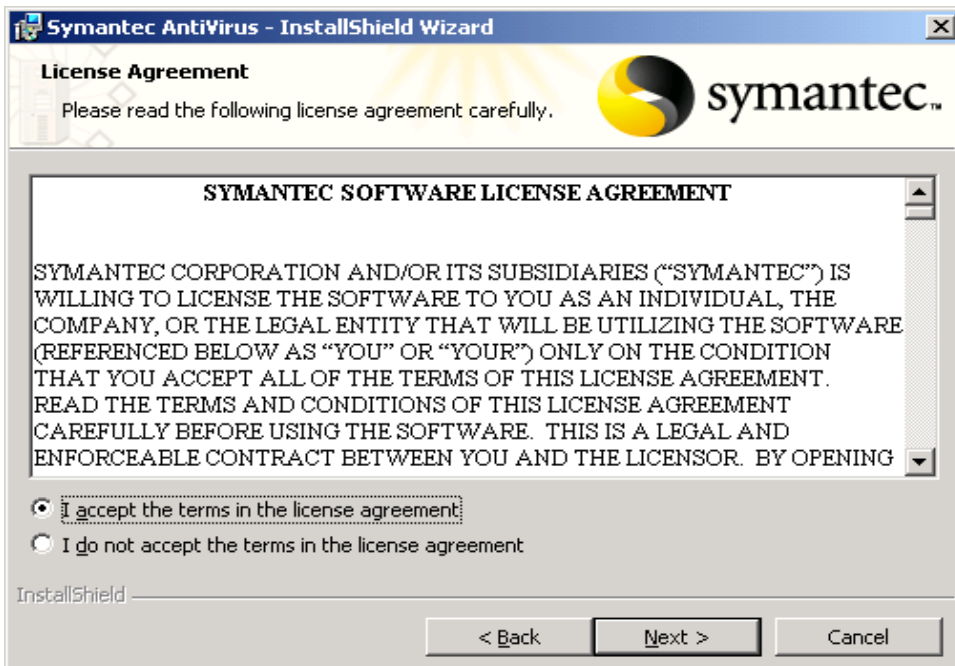 Symantec AntiVirus - InstallShield Wizard
License Agreement
Please read the following license agreement carefully.
symantec™
SYMANTEC SOFTWARE LICENSE AGREEMENT
SYMANTEC CORPORATION AND/OR ITS SUBSIDIARIES (“SYMANTEC”) IS
WILLING TO LICENSE THE SOFTWARE TO YOU AS AN INDIVIDUAL, THE
COMPANY, OR THE LEGAL ENTITY THAT WILL BE UTILIZING THE SOFTWARE
(REFERENCED BELOW AS “YOU” OR “YOUR”) ONLY ON THE CONDITION
THAT YOU ACCEPT ALL OF THE TERMS OF THIS LICENSE AGREEMENT.
READ THE TERMS AND CONDITIONS OF THIS LICENSE AGREEMENT
CAREFULLY BEFORE USING THE SOFTWARE.  THIS IS A LEGAL AND
ENFORCEABLE CONTRACT BETWEEN YOU AND THE LICENSOR.  BY OPENING
I accept the terms in the license agreement
I do not accept the terms in the license agreement
InstallShield
< Back
Next >
Cancel